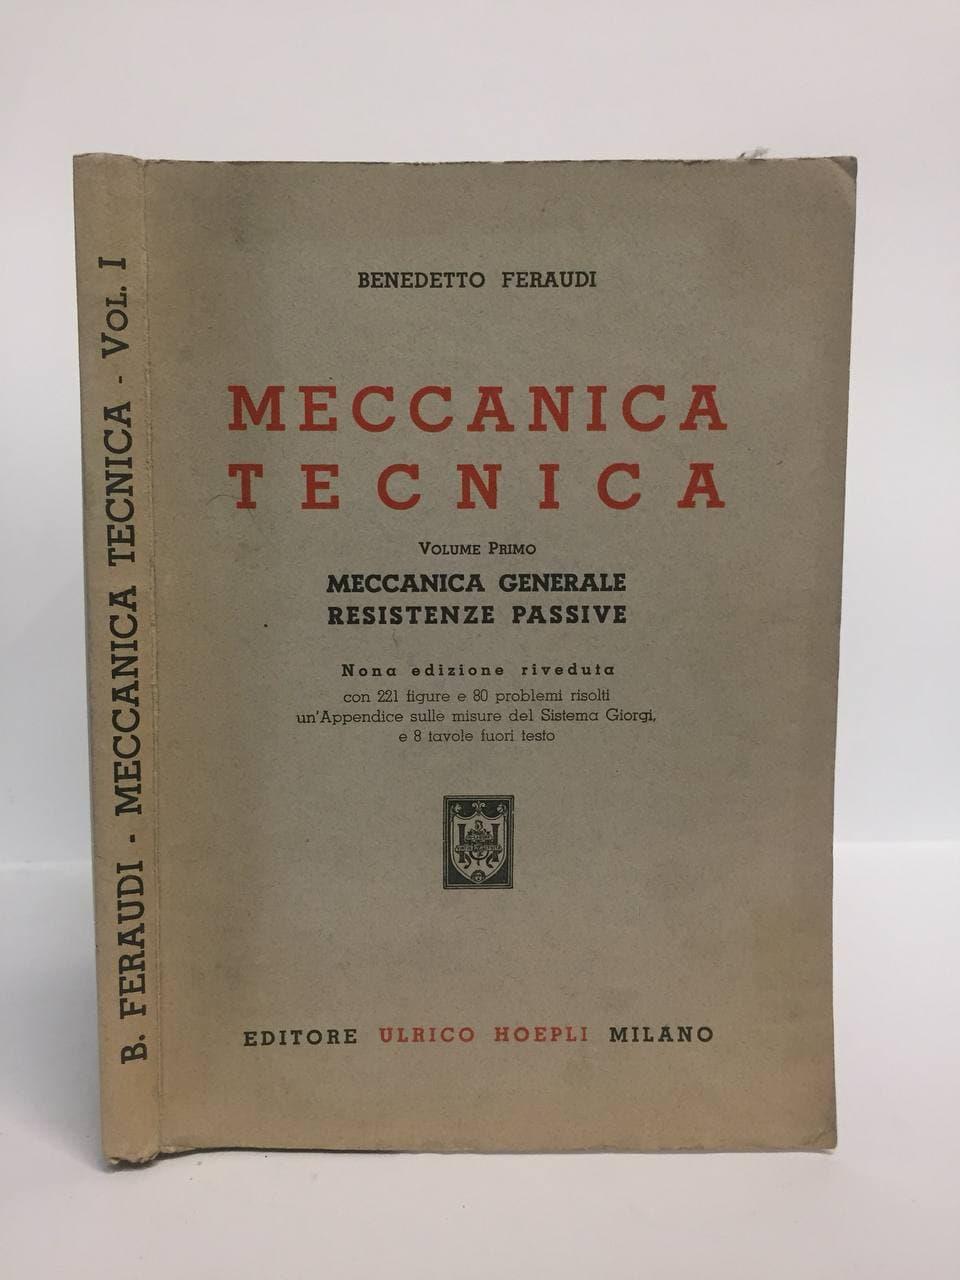 B. FERAUDI - MECCANICA TECNICA - VOL. I
BENEDETTO FERAUDI
MECCANICA
TECNICA
VOLUME PRIMO
MECCANICA GENERALE
RESISTENZE PASSIVE
Nona edizione riveduta
con 221 figure e 80 problemi risolti
un'Appendice sulle misure del Sistema Giorgi,
e 8 tavole fuori testo
EDITORE ULRICO HOEPLI MILANO